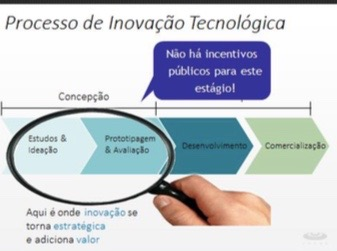 Processo de Inovação Tecnológica
Não há incentivos
públicos para este
estágio!
Concepção
Estudos &
Ideação
Prototipagem
& Avaliação
Desenvolvimento
Comercialização
Aqui é onde inovação se
torna estratégica
e adiciona valor